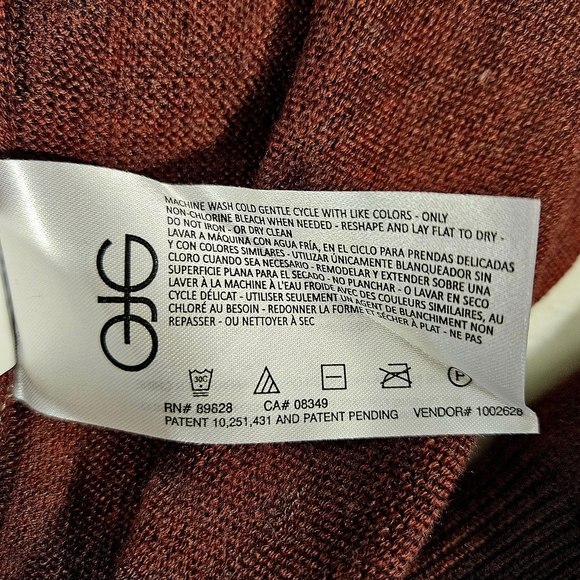 MACHINE WASH COLD GENTLE CYCLE WITH LIKE COLORS - ONLY
NON-CHLORINE BLEACH WHEN NEEDED - RESHAPE AND LAY FLAT TO DRY -
DO NOT IRON - OR DRY CLEAN
LAVAR A MÁQUINA CON AGUA FRÍA, EN EL CICLO PARA PRENDAS DELICADAS
Y CON COLORES SIMILARES - UTILIZAR ÚNICAMENTE BLANQUEADOR SIN
CLORO CUANDO SEA NECESARIO - REMODELAR Y EXTENDER SOBRE UNA
SUPERFICIE PLANA PARA EL SECADO - NO PLANCHAR - O LAVAR EN SECO
LAVER À LA MACHINE À L'EAU FROIDE AVEC DES COULEURS SIMILAIRES, AU
CYCLE DÉLICAT - UTILISER SEULEMENT UN AGENT DE BLANCHIMENT NON
CHLORÉ AU BESOIN - REDONNER LA FORME ET SÉCHER À PLAT - NE PAS
REPASSER - OU NETTOYER À SEC
30C
P
RN# 89828 CA# 08349
PATENT 10,251,431 AND PATENT PENDING VENDOR# 1002628